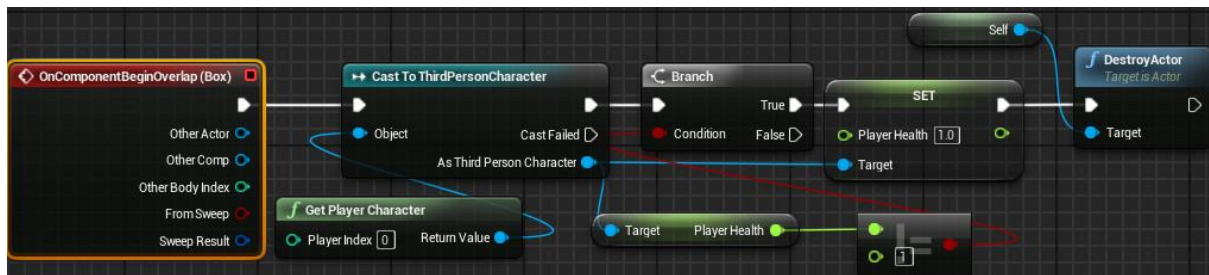 Self
OnComponentBeginOverlap (Box)
Other Actor
Other Comp
Other Body Index
From Sweep
Sweep Result
Cast To ThirdPersonCharacter
Object
Cast Failed
As Third Person Character
Get Player Character
Player Index 0
Return Value
Branch
True
Condition
False
SET
Player Health 1.0
Target
Target
Player Health
!=
1
DestroyActor
Target is Actor
Target